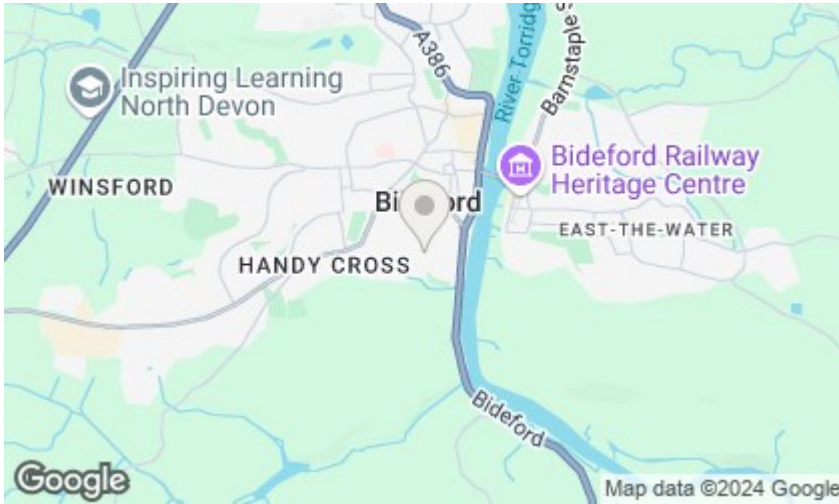 A386
River Torridge
Barnstaple S
Inspiring Learning
North Devon
Bideford Railway
Heritage Centre
WINSFORD
EAST-THE-WATER
HANDY CROSS
Bideford
Google
Map data ©2024 Google